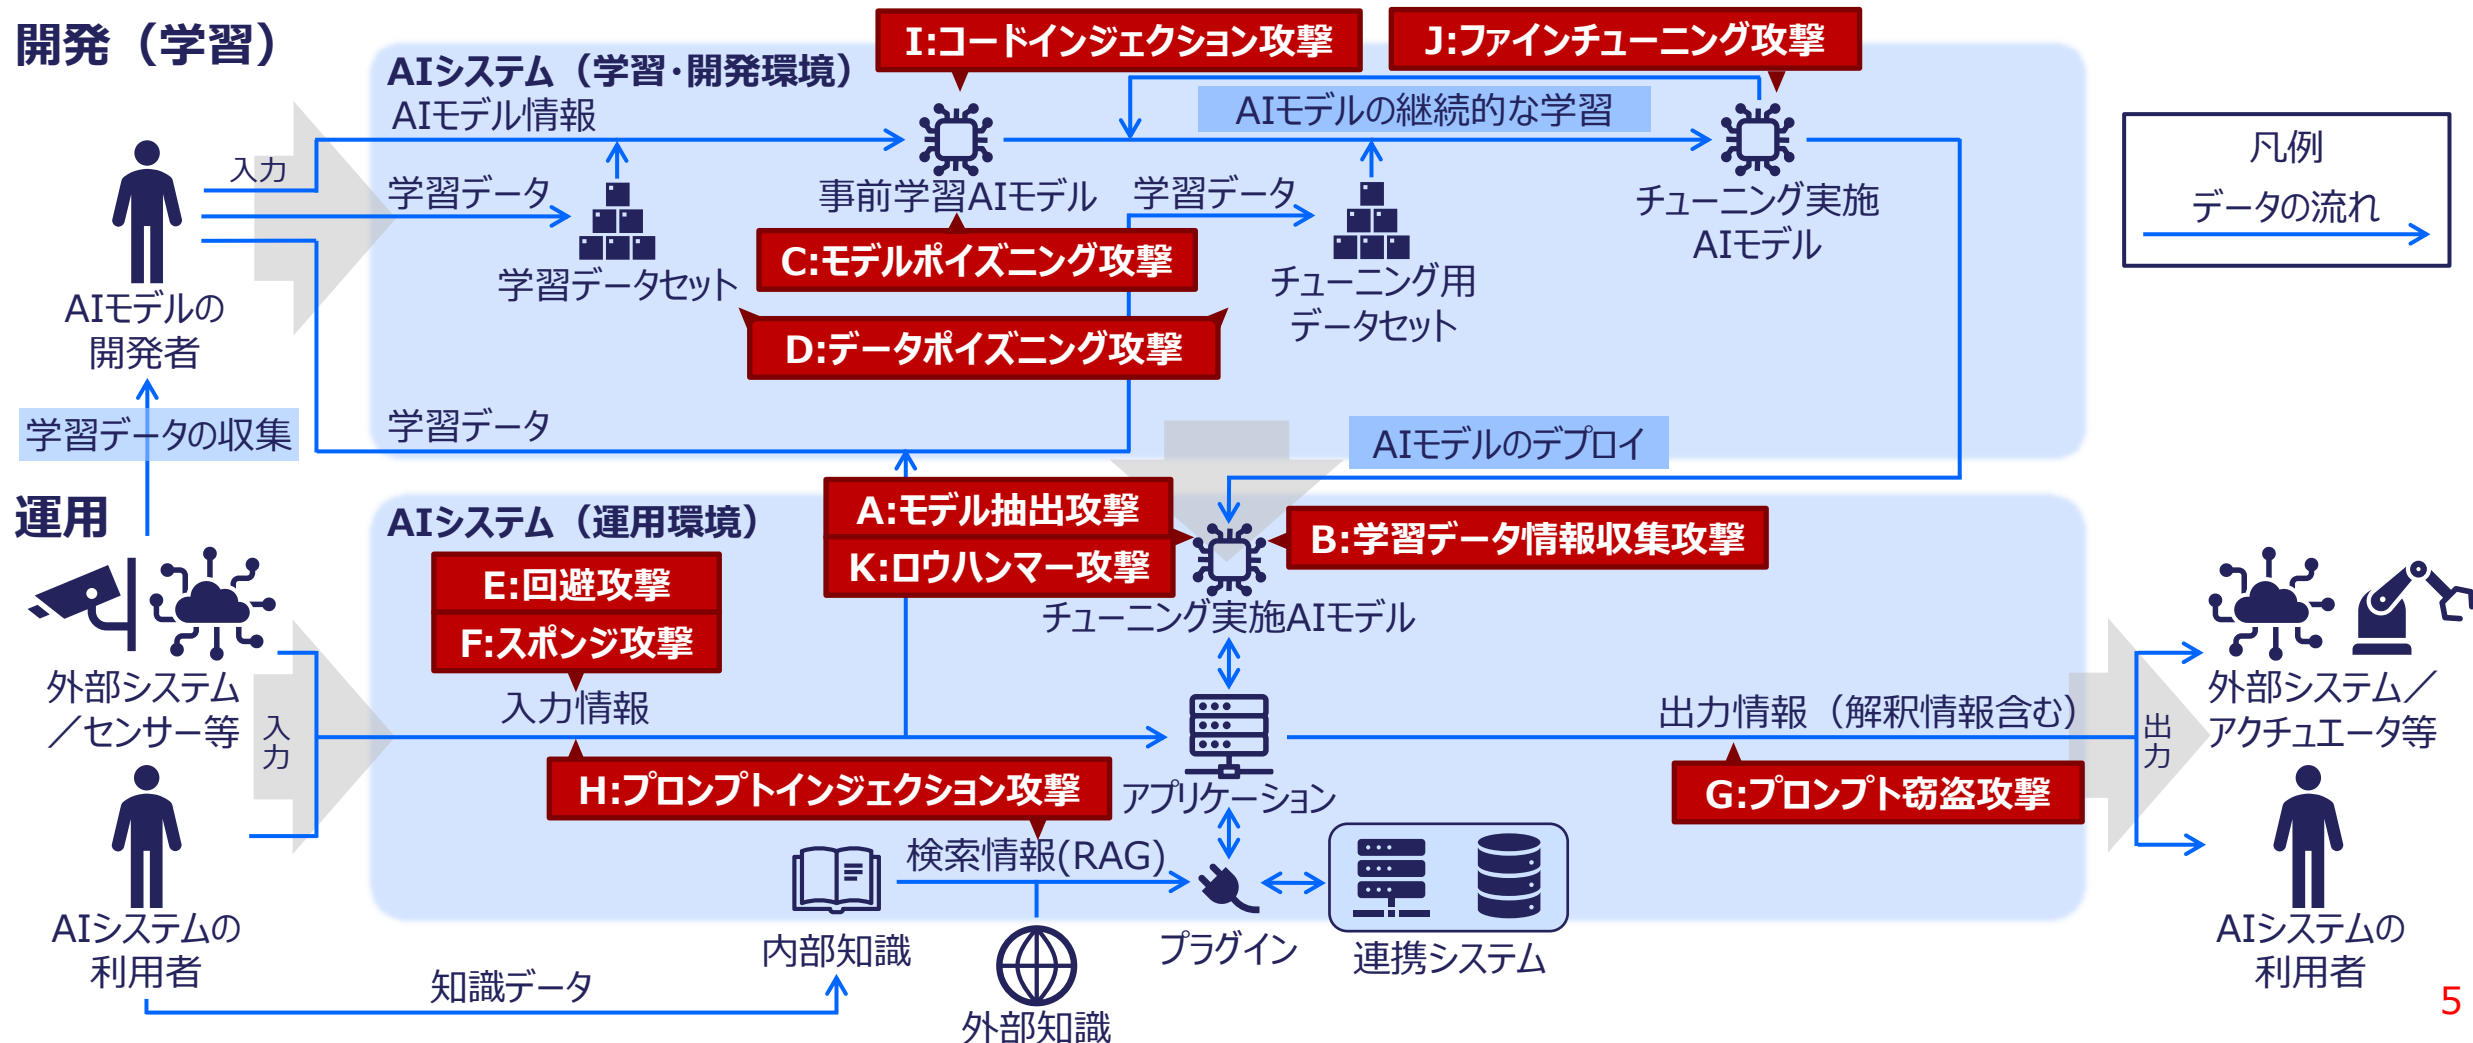 開発（学習）
AIシステム（学習･開発環境）
I:コードインジェクション攻撃
J:ファインチューニング攻撃
AIモデル情報
AIモデルの継続的な学習
入力
学習データ
事前学習AIモデル
学習データ
チューニング実施
AIモデル
凡例
データの流れ
C:モデルポイズニング攻撃
学習データセット
チューニング用
データセット
AIモデルの
開発者
D:データポイズニング攻撃
学習データの収集
学習データ
AIモデルのデプロイ
運用
AIシステム（運用環境）
A:モデル抽出攻撃
K:ロウハンマー攻撃
B:学習データ情報収集攻撃
E:回避攻撃
F:スポンジ攻撃
チューニング実施AIモデル
外部システム
／センサー等
入力
入力情報
出力情報（解釈情報含む）
出力
外部システム／
アクチュエータ等
H:プロンプトインジェクション攻撃
アプリケーション
G:プロンプト窃盗攻撃
検索情報(RAG)
AIシステムの
利用者
内部知識
プラグイン
連携システム
AIシステムの
利用者
知識データ
外部知識
5